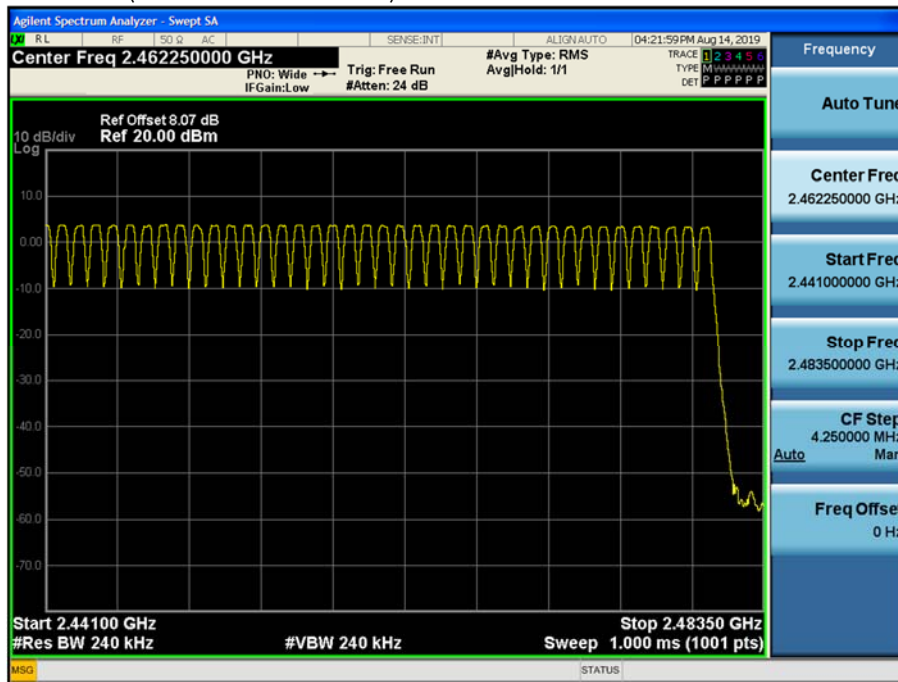 Agilent Spectrum Analyzer - Swept SA
LXI RL RF 50 Ω AC SENSE:INT ALIGNAUTO 04:21:59 PM Aug 14, 2019
Center Freq 2.462250000 GHz
PNO: Wide
IFGain:Low
Trig: Free Run
#Atten: 24 dB
#Avg Type: RMS
Avg|Hold: 1/1
TRACE 1 2 3 4 5 6
TYPE M
DET P P P P P P
Ref Offset 8.07 dB
10 dB/div Ref 20.00 dBm
Log
10.0
0.00
-10.0
-20.0
-30.0
-40.0
-50.0
-60.0
-70.0
Start 2.44100 GHz Stop 2.48350 GHz
#Res BW 240 kHz #VBW 240 kHz Sweep 1.000 ms (1001 pts)
MSG STATUS
Frequency
Auto Tune
Center Freq
2.462250000 GHz
Start Freq
2.441000000 GHz
Stop Freq
2.483500000 GHz
CF Step
4.250000 MHz
Auto Man
Freq Offset
0 Hz